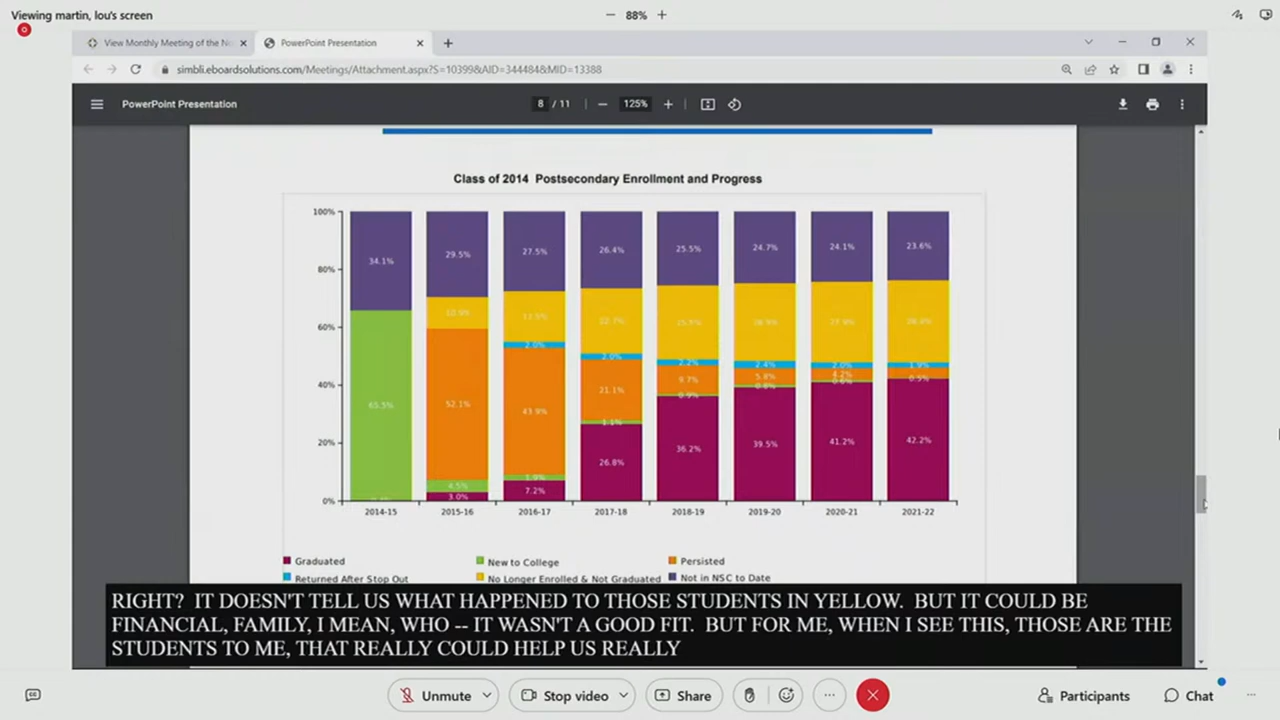 Viewing martin, lou's screen
88%
View Monthly Meeting of the No
PowerPoint Presentation
simbli.eboardsolutions.com/Meetings/Attachment.aspx?S=10399&AID=344484&MID=13388
PowerPoint Presentation
8 / 11
125%
Class of 2014 Postsecondary Enrollment and Progress
100%
80%
60%
40%
20%
0%
34.1% 29.5% 27.5% 26.4% 25.5% 24.7% 24.1% 23.6%
2.0% 2.0% 2.2% 2.4% 2.0% 1.9%
65.5% 52.1% 43.9% 21.1% 9.7% 5.8% 4.2% 0.5%
4.5% 1.1% 0.9% 0.8% 0.6%
3.0% 7.2% 26.8% 36.2% 39.5% 41.2% 42.2%
2014-15 2015-16 2016-17 2017-18 2018-19 2019-20 2020-21 2021-22
Graduated New to College Persisted
Returned After Stop Out No Longer Enrolled & Not Graduated Not in NSC to Date
RIGHT? IT DOESN'T TELL US WHAT HAPPENED TO THOSE STUDENTS IN YELLOW. BUT IT COULD BE
FINANCIAL, FAMILY, I MEAN, WHO -- IT WASN'T A GOOD FIT. BUT FOR ME, WHEN I SEE THIS, THOSE ARE THE
STUDENTS TO ME, THAT REALLY COULD HELP US REALLY
Unmute
Stop video
Share
Participants
Chat